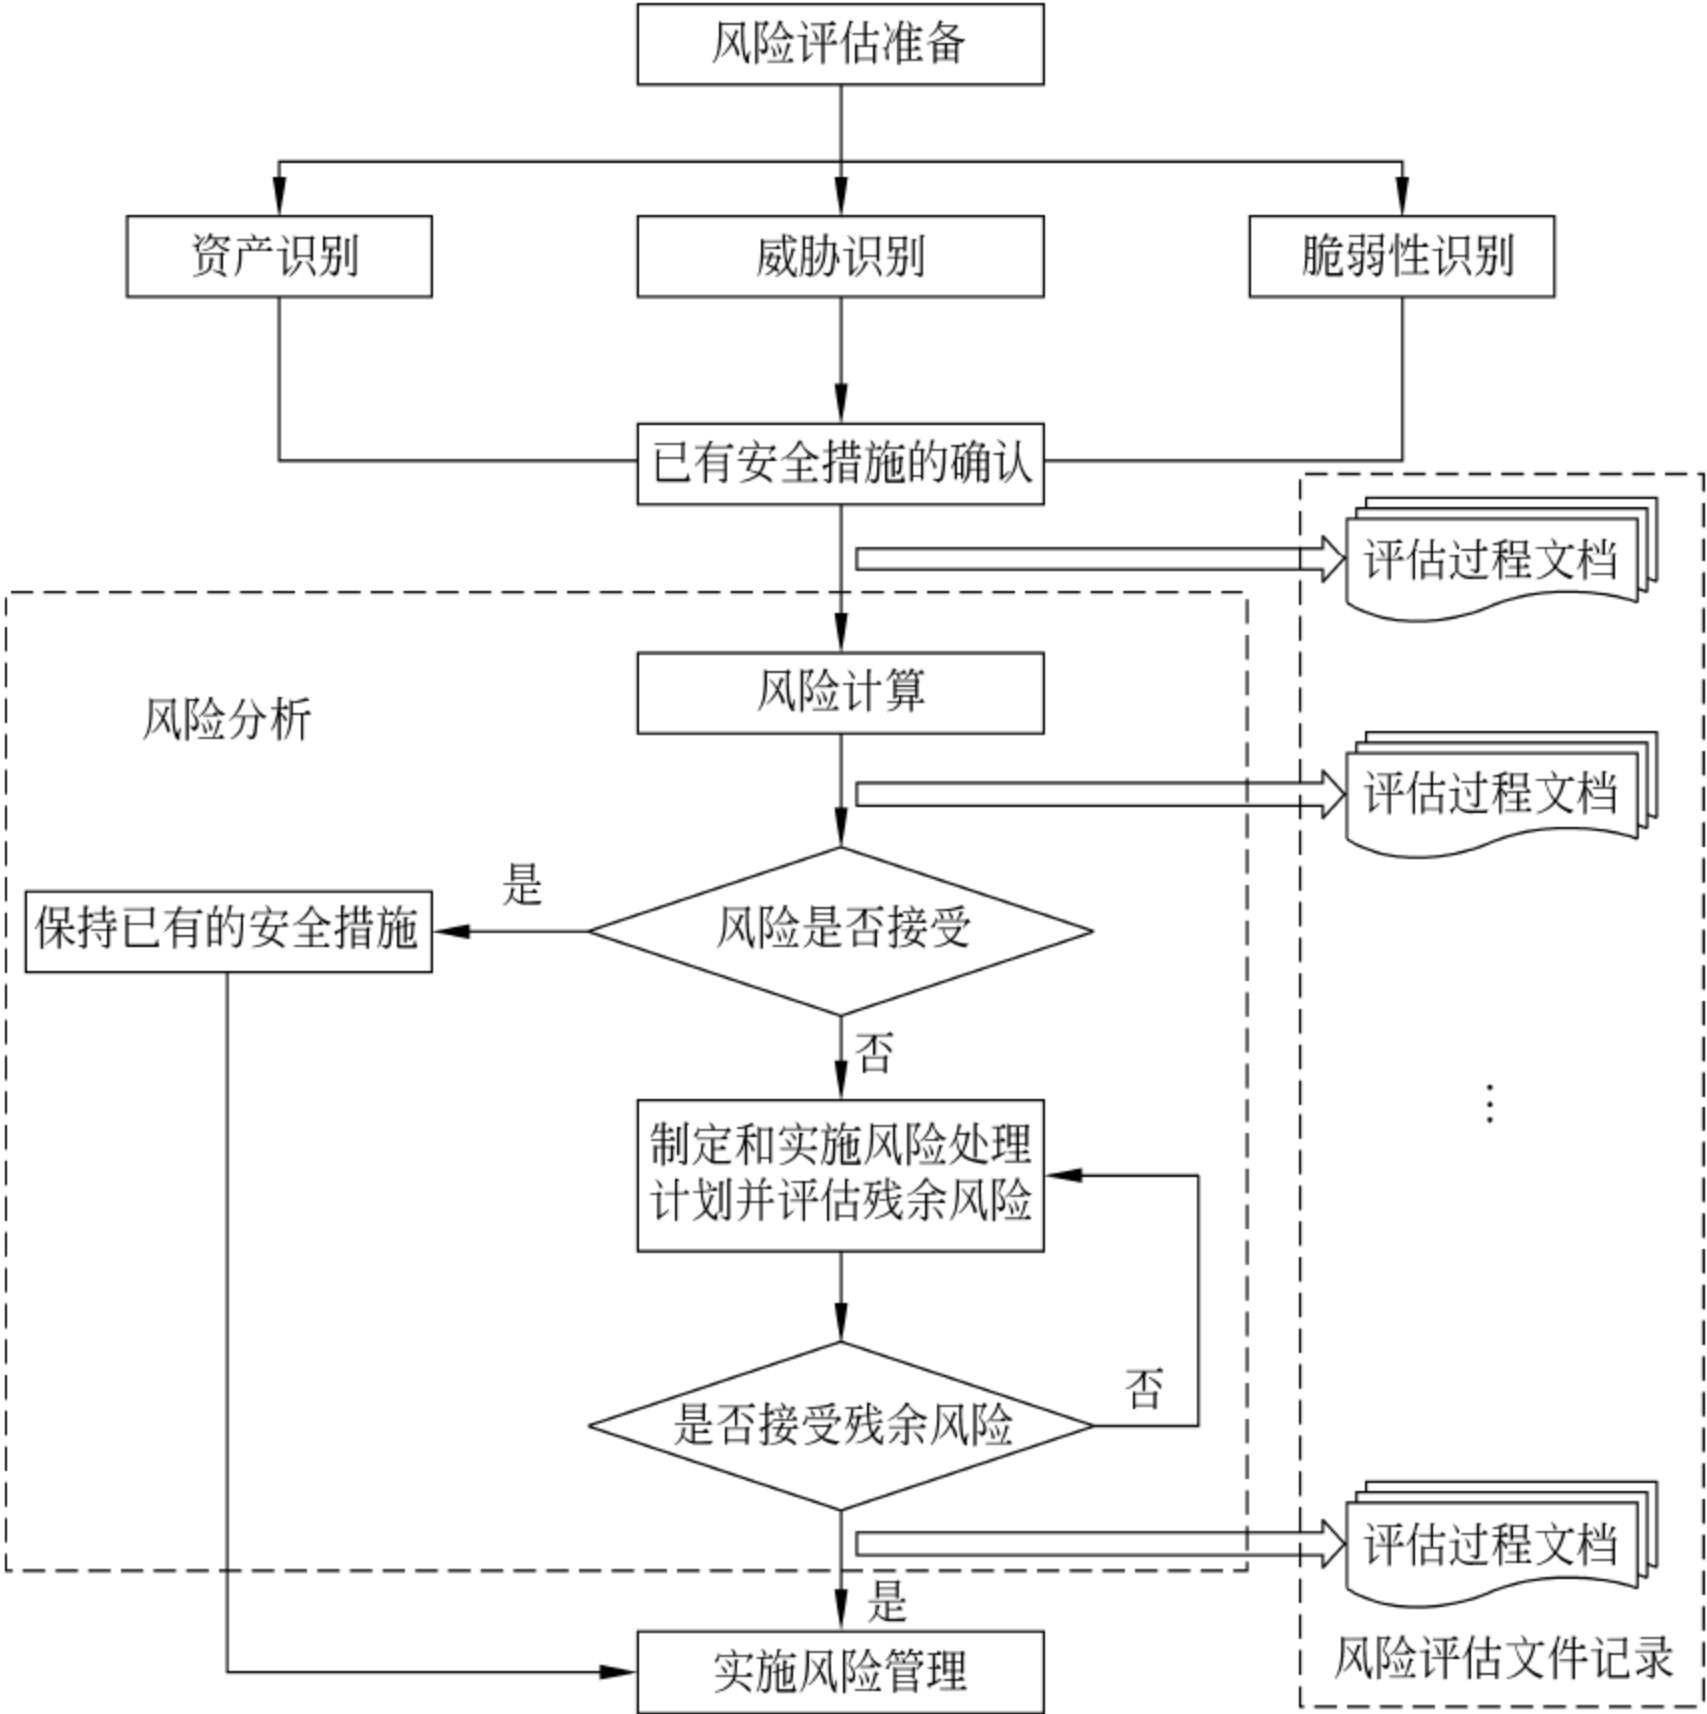 风险评估准备
资产识别
威胁识别
脆弱性识别
已有安全措施的确认
评估过程文档
风险计算
风险分析
评估过程文档
是
保持已有的安全措施
风险是否接受
否
制定和实施风险处理
计划并评估残余风险
⋮
否
是否接受残余风险
评估过程文档
是
实施风险管理
风险评估文件记录